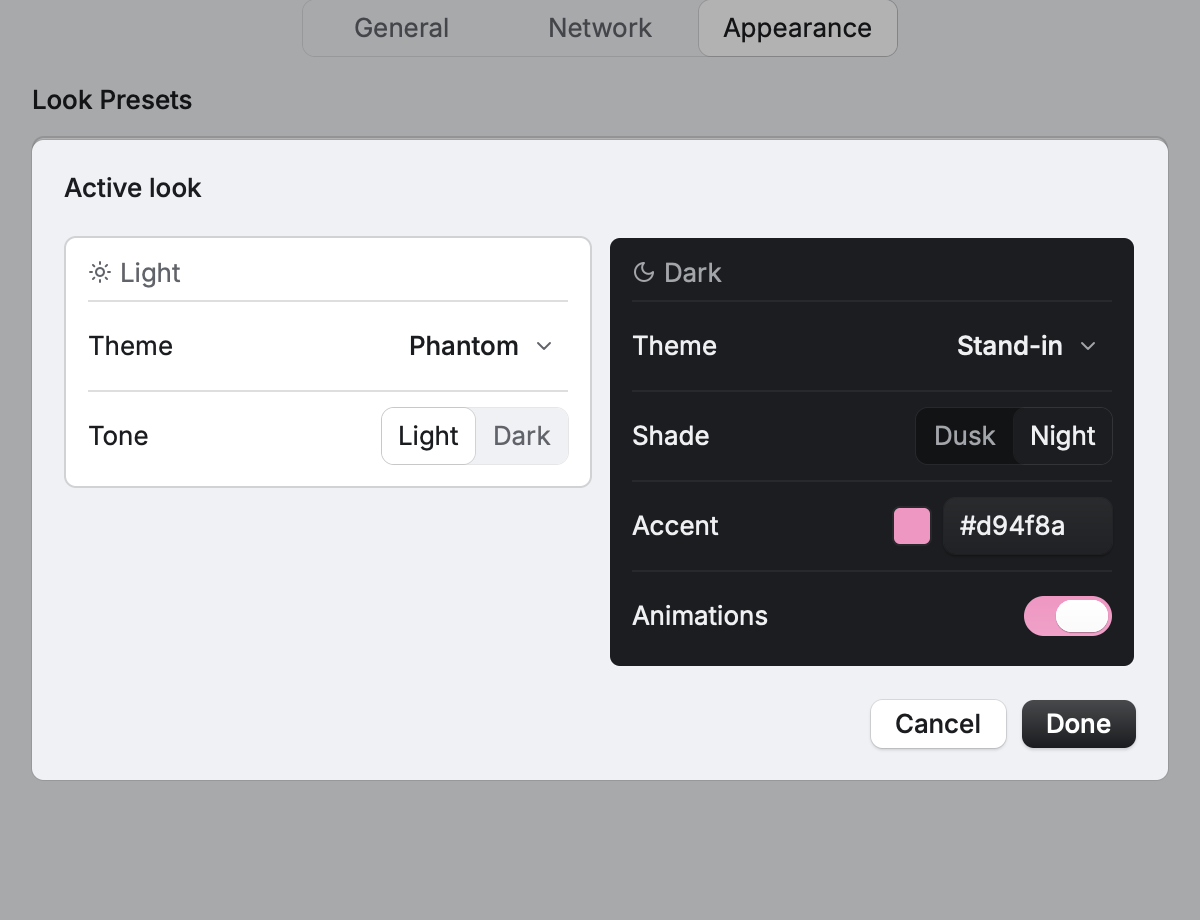 General Network Appearance
Look Presets
Active look
Light
Theme Phantom
Tone Light Dark
Dark
Theme Stand-in
Shade Dusk Night
Accent #d94f8a
Animations
Cancel Done